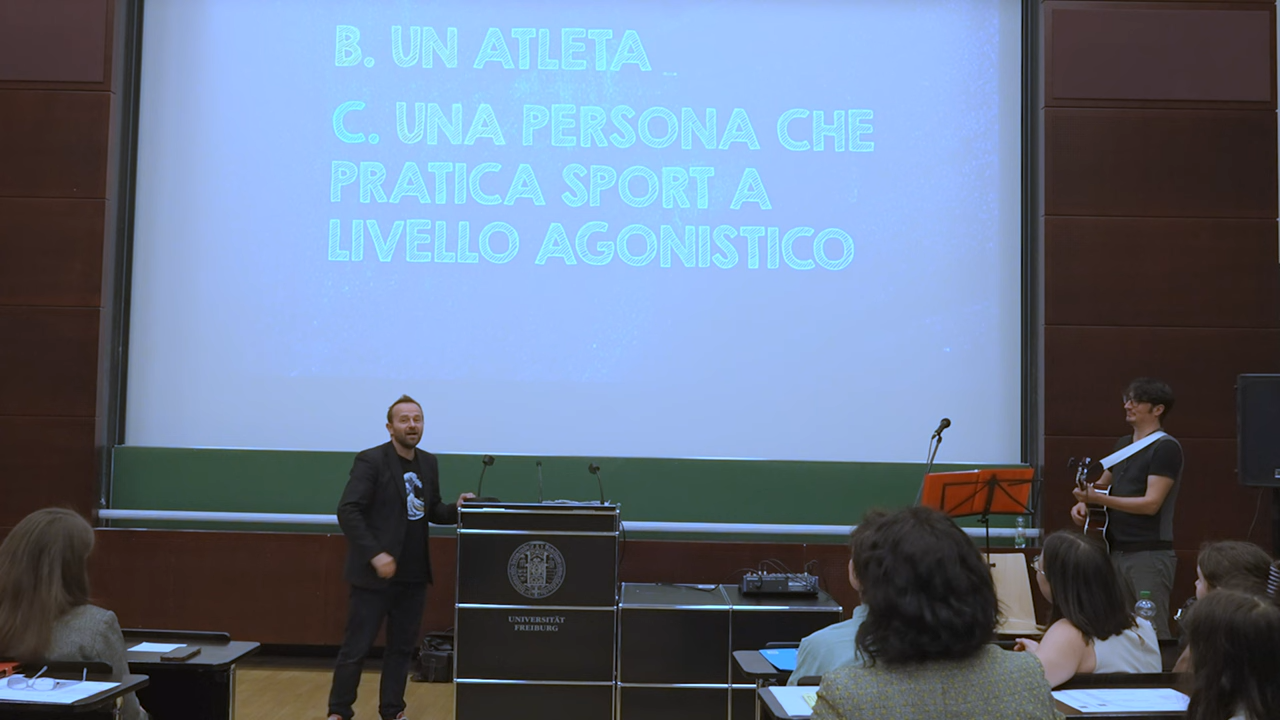 B. UN ATLETA
C. UNA PERSONA CHE
PRATICA SPORT A
LIVELLO AGONISTICO
UNIVERSITÄT
FREIBURG